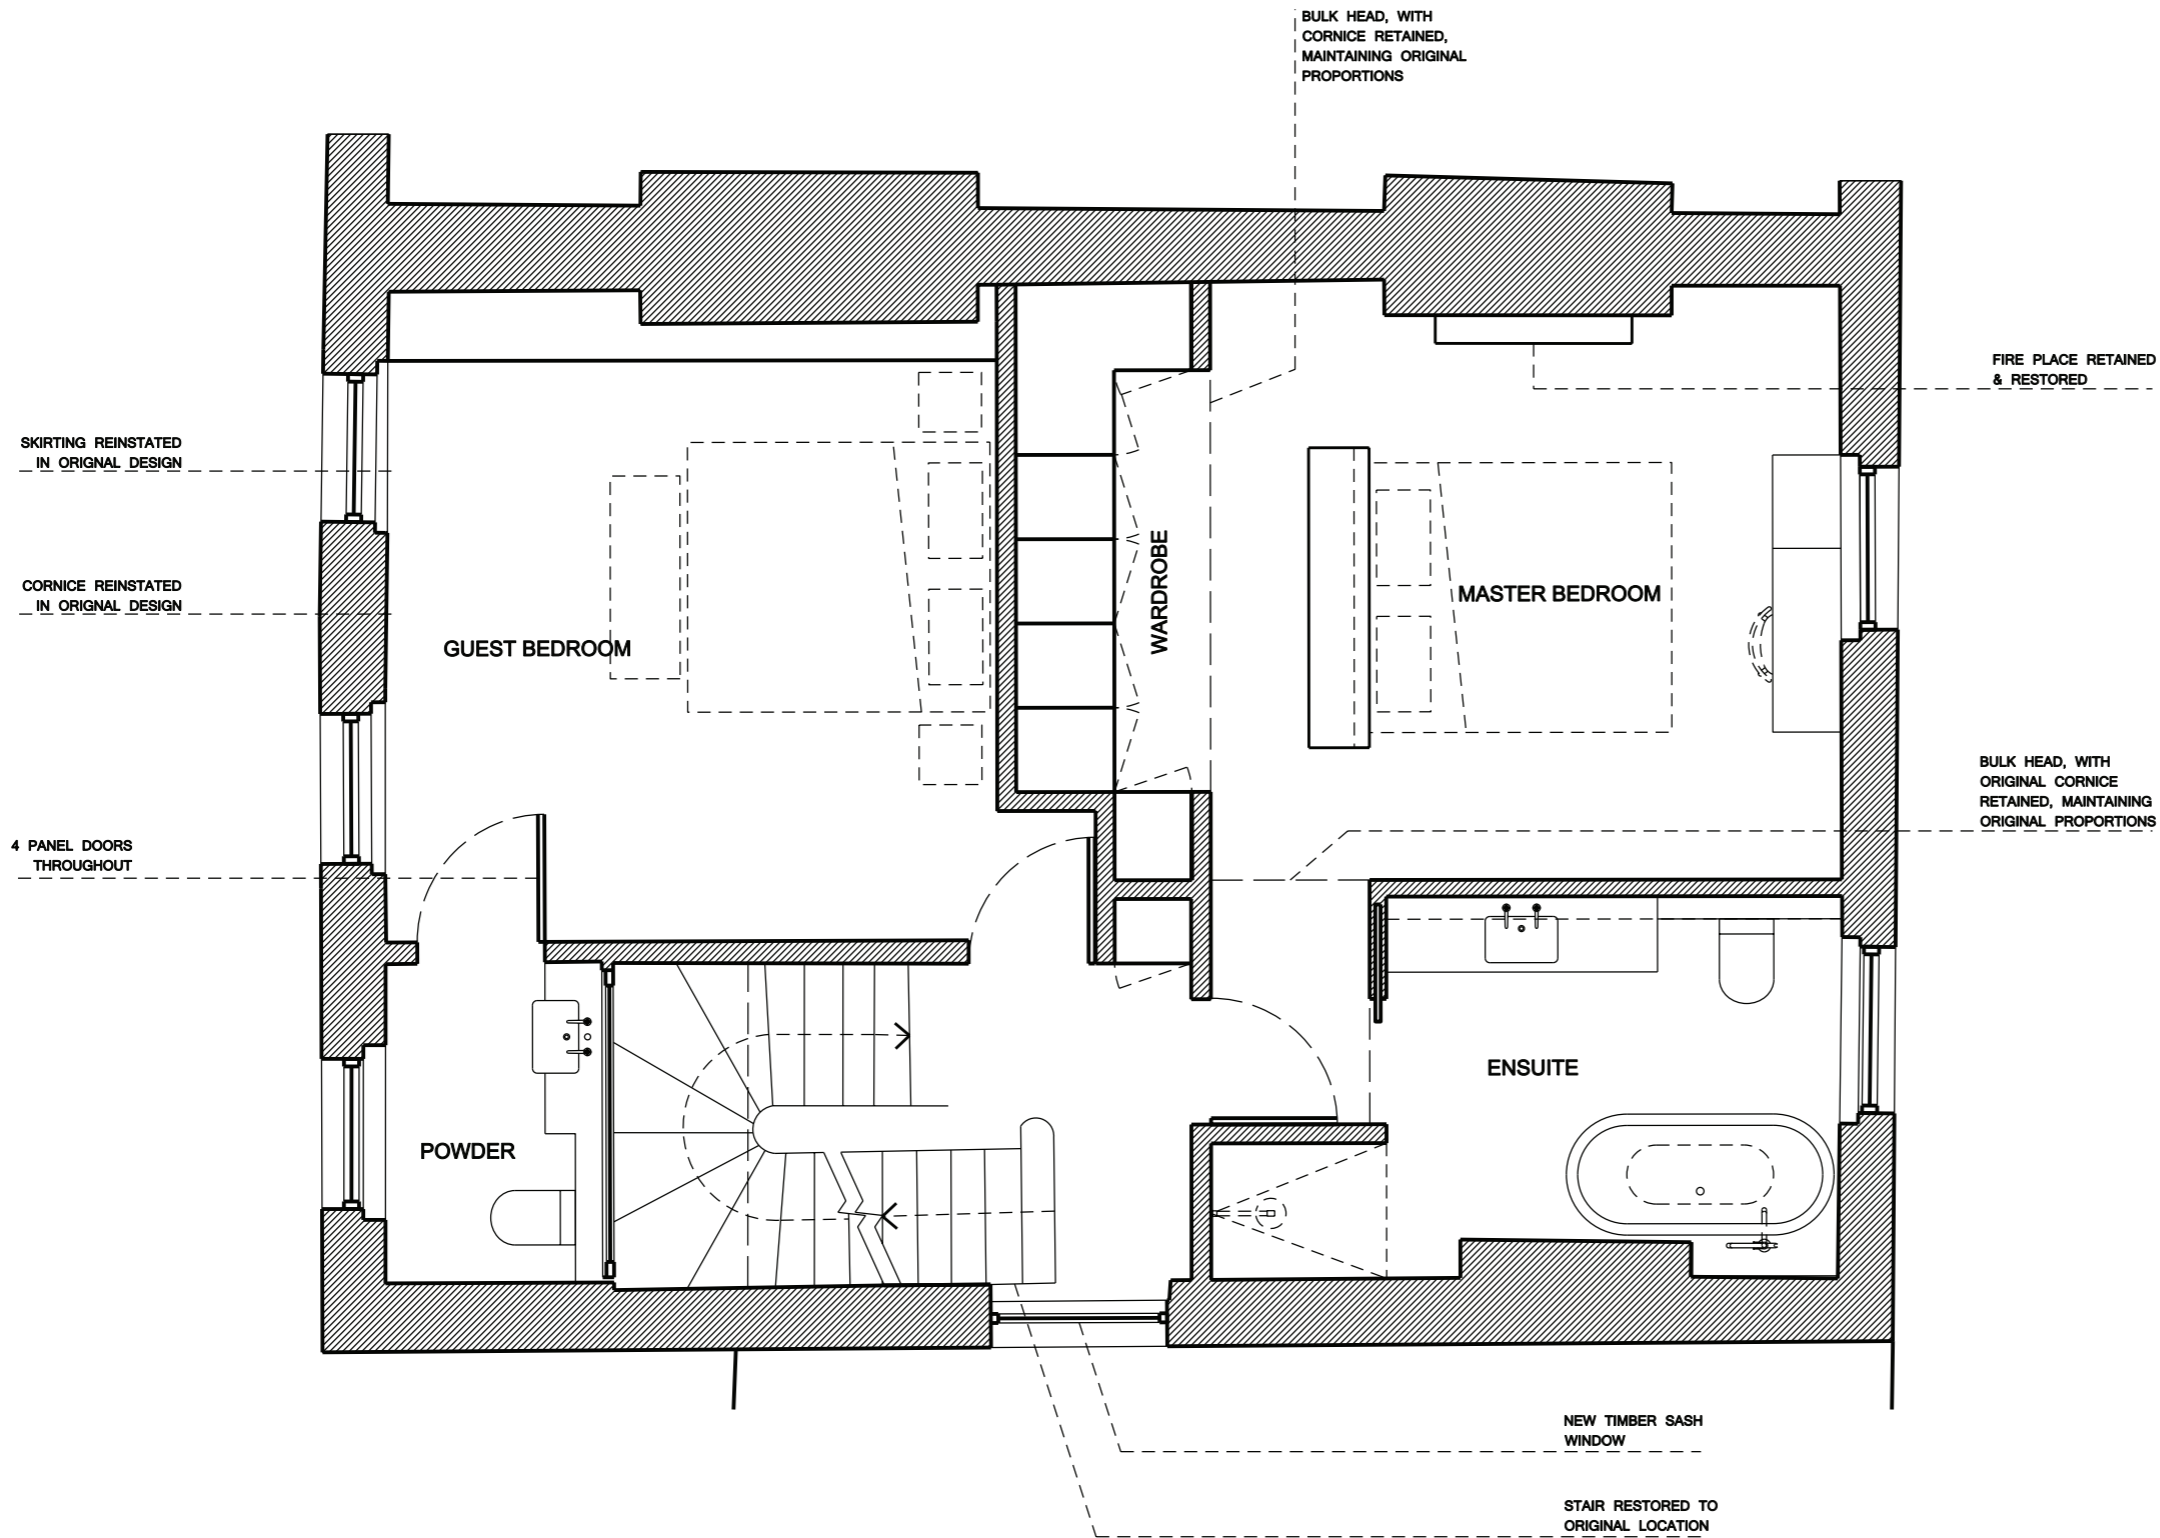 BULK HEAD, WITH
CORNICE RETAINED,
MAINTAINING ORIGINAL
PROPORTIONS
FIRE PLACE RETAINED
& RESTORED
SKIRTING REINSTATED
IN ORIGNAL DESIGN
CORNICE REINSTATED
IN ORIGNAL DESIGN
GUEST BEDROOM
WARDROBE
MASTER BEDROOM
BULK HEAD, WITH
ORIGINAL CORNICE
RETAINED, MAINTAINING
ORIGINAL PROPORTIONS
4 PANEL DOORS
THROUGHOUT
ENSUITE
POWDER
NEW TIMBER SASH
WINDOW
STAIR RESTORED TO
ORIGINAL LOCATION